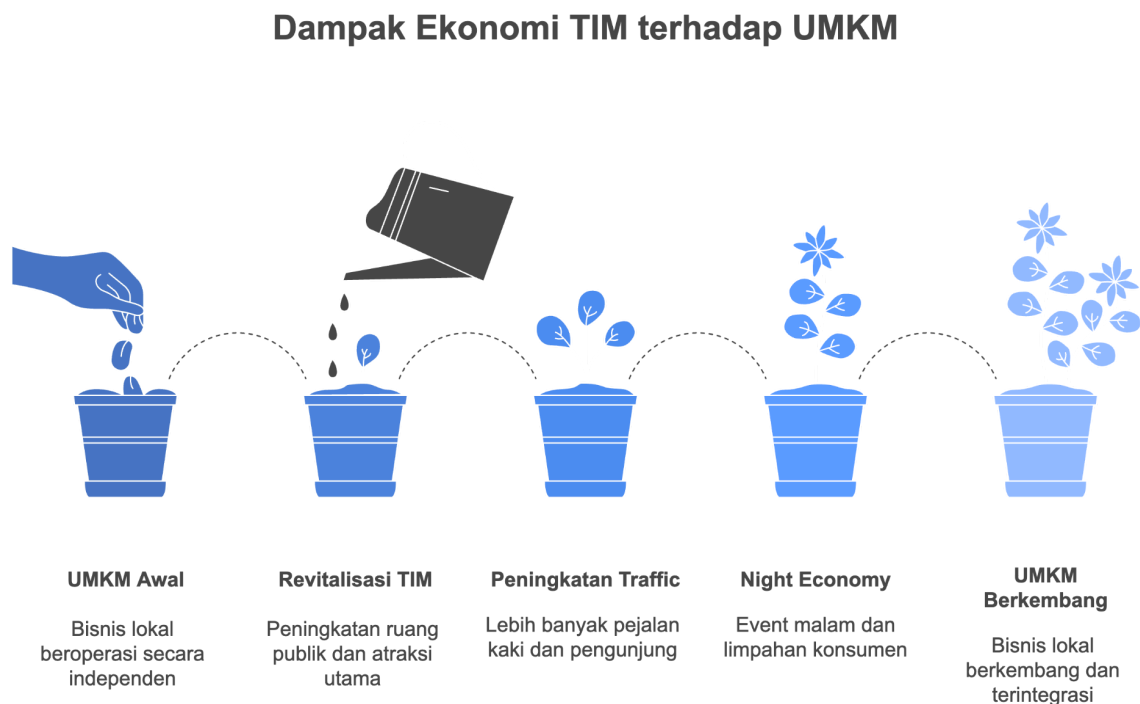 Dampak Ekonomi TIM terhadap UMKM
UMKM Awal
Bisnis lokal
beroperasi secara
independen
Revitalisasi TIM
Peningkatan ruang
publik dan atraksi
utama
Peningkatan Traffic
Lebih banyak pejalan
kaki dan pengunjung
Night Economy
Event malam dan
limpahan konsumen
UMKM
Berkembang
Bisnis lokal
berkembang dan
terintegrasi